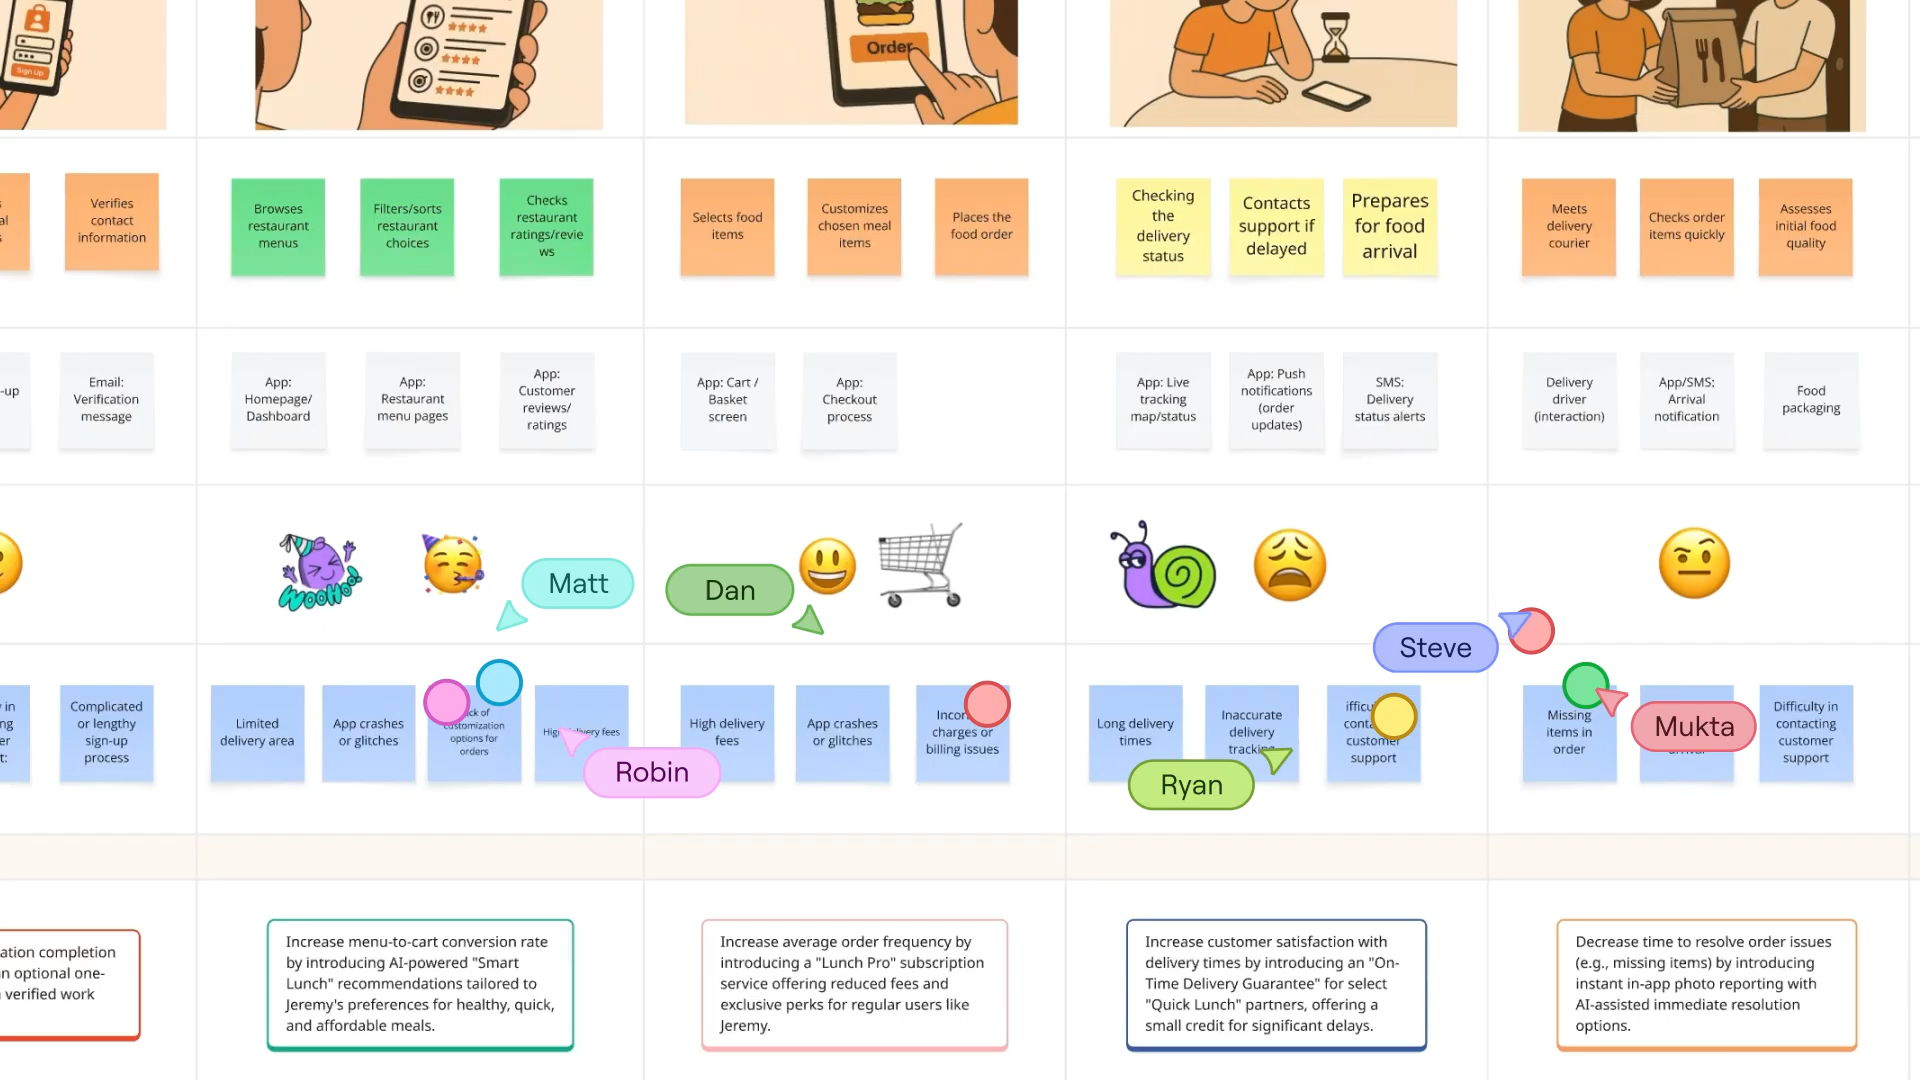 Sign Up
Order
Verifies
contact
information
Browses
restaurant
menus
Filters/sorts
restaurant
choices
Checks
restaurant
ratings/revie
ws
Selects food
items
Customizes
chosen meal
items
Places the
food order
Checking
the
delivery
status
Contacts
support if
delayed
Prepares
for food
arrival
Meets
delivery
courier
Checks order
items quickly
Assesses
initial food
quality
-up
Email:
Verification
message
App:
Homepage/
Dashboard
App:
Restaurant
menu pages
App:
Customer
reviews/
ratings
App: Cart /
Basket
screen
App:
Checkout
process
App: Live
tracking
map/status
App: Push
notifications
(order
updates)
SMS:
Delivery
status alerts
Delivery
driver
(interaction)
App/SMS:
Arrival
notification
Food
packaging
WOOHOO!
Matt
Dan
Steve
Complicated
or lengthy
sign-up
process
Limited
delivery area
App crashes
or glitches
options for
orders
fees
Robin
High delivery
fees
App crashes
or glitches
charges or
billing issues
Long delivery
times
Inaccurate
delivery
tracking
Ryan
customer
support
Missing
items in
order
Mukta
Difficulty in
contacting
customer
support
ation completion
n optional one-
verified work
Increase menu-to-cart conversion rate
by introducing AI-powered "Smart
Lunch" recommendations tailored to
Jeremy's preferences for healthy, quick,
and affordable meals.
Increase average order frequency by
introducing a "Lunch Pro" subscription
service offering reduced fees and
exclusive perks for regular users like
Jeremy.
Increase customer satisfaction with
delivery times by introducing an "On-
Time Delivery Guarantee" for select
"Quick Lunch" partners, offering a
small credit for significant delays.
Decrease time to resolve order issues
(e.g., missing items) by introducing
instant in-app photo reporting with
AI-assisted immediate resolution
options.